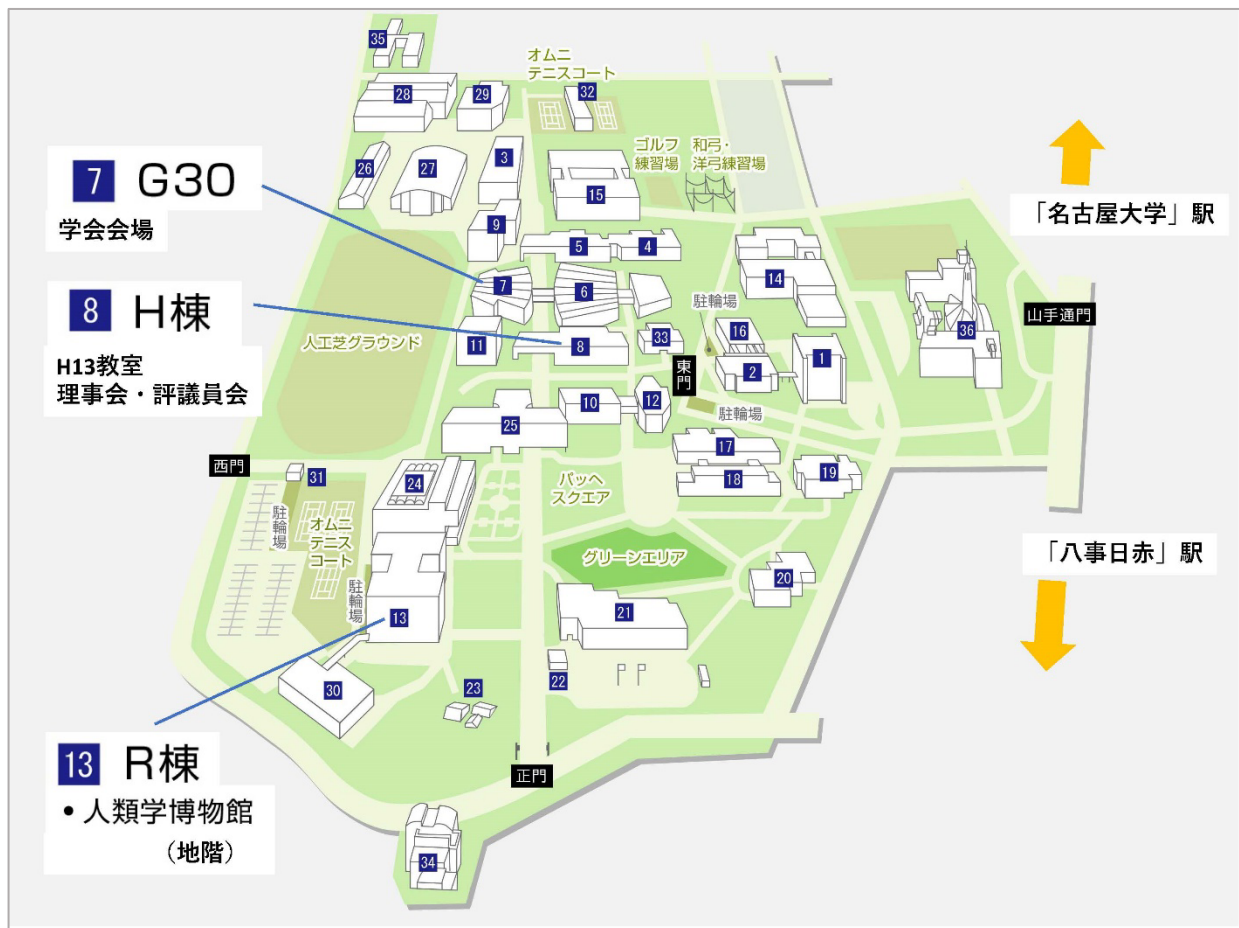 35
オムニ
テニスコート
28
29
32
7 G30
学会会場
26
27
3
15
ゴルフ
練習場
和弓・
洋弓練習場
「名古屋大学」駅
9
5
4
14
8 H棟
H13教室
理事会・評議員会
7
6
駐輪場
16
36
山手通門
人工芝グラウンド
11
8
33
東門
2
1
10
12
駐輪場
25
17
西門
31
24
パッヘ
スクエア
18
19
駐輪場
オムニ
テニス
コート
グリーンエリア
「八事日赤」駅
駐輪場
20
13
21
30
23
22
13 R棟
• 人類学博物館
（地階）
正門
34